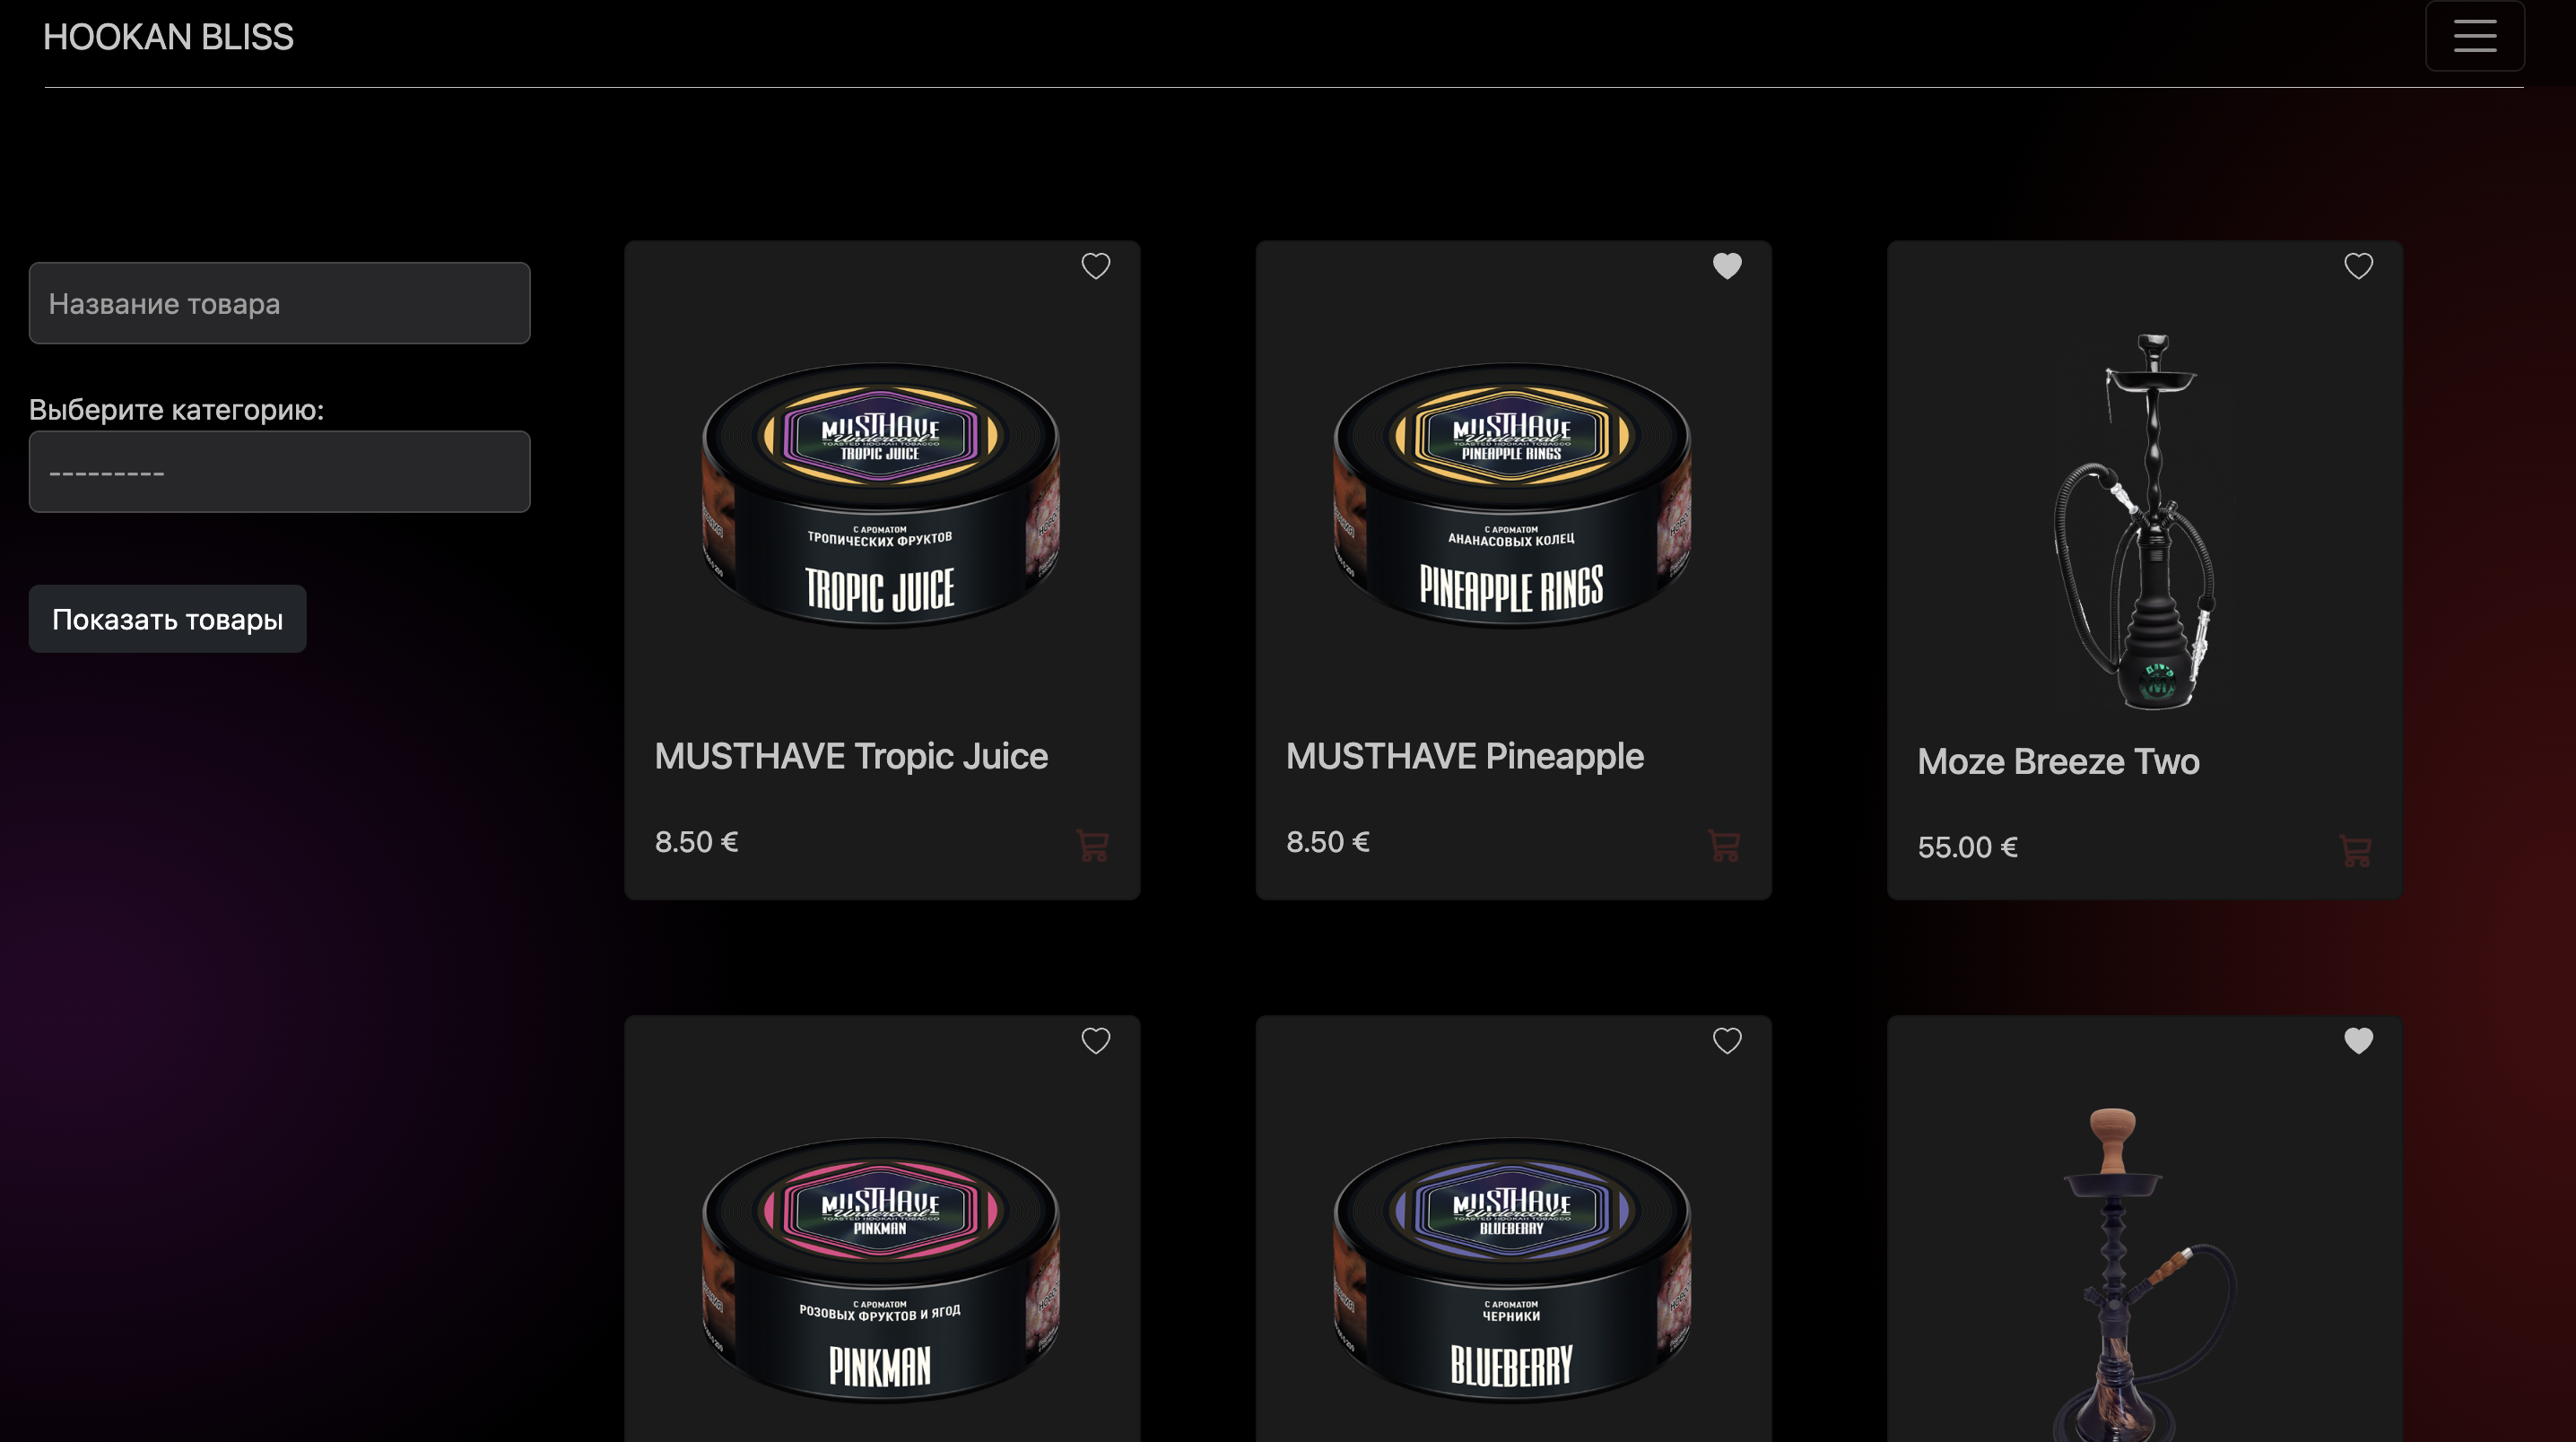 HOOKAN BLISS
Название товара
Выберите категорию:
---------
Показать товары
MUSTHAVE
Undercoal
TOASTED HOOKAH TOBACCO
TROPIC JUICE
С АРОМАТОМ
ТРОПИЧЕСКИХ ФРУКТОВ
TROPIC JUICE
MUSTHAVE Tropic Juice
8.50 €
MUSTHAVE
Undercoal
TOASTED HOOKAH TOBACCO
PINEAPPLE RINGS
С АРОМАТОМ
АНАНАСОВЫХ КОЛЕЦ
PINEAPPLE RINGS
MUSTHAVE Pineapple
8.50 €
Moze Breeze Two
55.00 €
MUSTHAVE
Undercoal
TOASTED HOOKAH TOBACCO
PINKMAN
С АРОМАТОМ
РОЗОВЫХ ФРУКТОВ И ЯГОД
PINKMAN
MUSTHAVE
Undercoal
TOASTED HOOKAH TOBACCO
BLUEBERRY
С АРОМАТОМ
ЧЕРНИКИ
BLUEBERRY